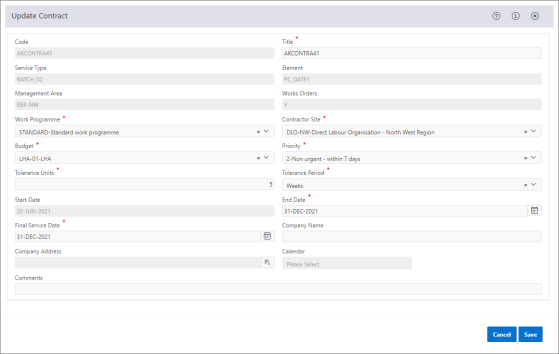 Update Contract
Code
AKCONTRA41
Title *
AKCONTRA41
Service Type
BATCH_02
Element
PC_DATE1
Management Area
REP-NW
Works Orders
Y
Work Programme *
STANDARD-Standard work programme
Contractor Site *
DLO-NW-Direct Labour Organisation - North West Region
Budget *
LHA-01-LHA
Priority *
2-Non urgent - within 7 days
Tolerance Units *
5
Tolerance Period *
Weeks
Start Date
22-JUN-2021
End Date *
31-DEC-2021
Final Service Date *
31-DEC-2021
Company Name
Company Address
Calendar
Please Select
Comments
Cancel Save